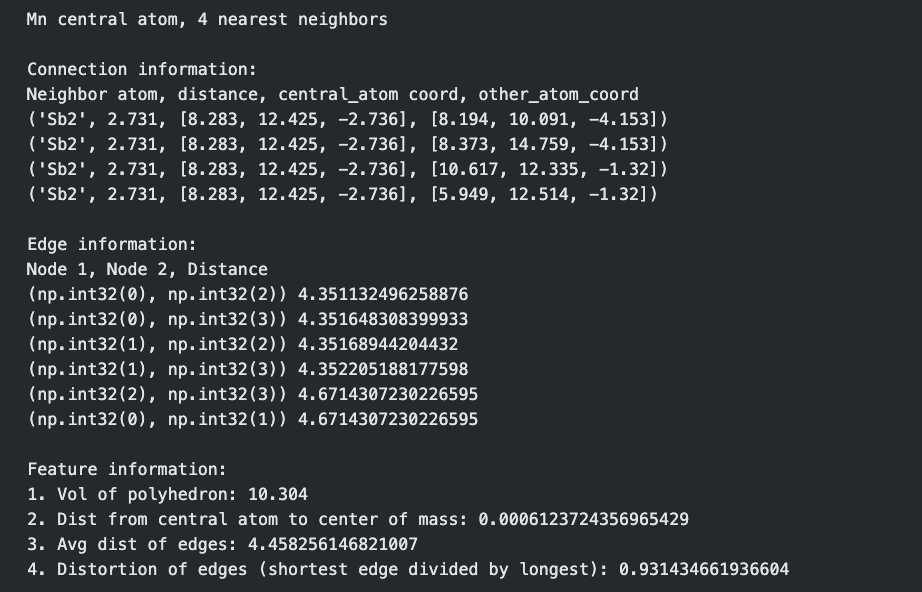 Mn central atom, 4 nearest neighbors
Connection information:
Neighbor atom, distance, central_atom coord, other_atom_coord
('Sb2', 2.731, [8.283, 12.425, −2.736], [8.194, 10.091, −4.153])
('Sb2', 2.731, [8.283, 12.425, −2.736], [8.373, 14.759, −4.153])
('Sb2', 2.731, [8.283, 12.425, −2.736], [10.617, 12.335, −1.32])
('Sb2', 2.731, [8.283, 12.425, −2.736], [5.949, 12.514, −1.32])
Edge information:
Node 1, Node 2, Distance
(np.int32(0), np.int32(2)) 4.351132496258876
(np.int32(0), np.int32(3)) 4.351648308399933
(np.int32(1), np.int32(2)) 4.35168944204432
(np.int32(1), np.int32(3)) 4.352205188177598
(np.int32(2), np.int32(3)) 4.6714307230226595
(np.int32(0), np.int32(1)) 4.6714307230226595
Feature information:
1. Vol of polyhedron: 10.304
2. Dist from central atom to center of mass: 0.0006123724356965429
3. Avg dist of edges: 4.458256146821007
4. Distortion of edges (shortest edge divided by longest): 0.931434661936604